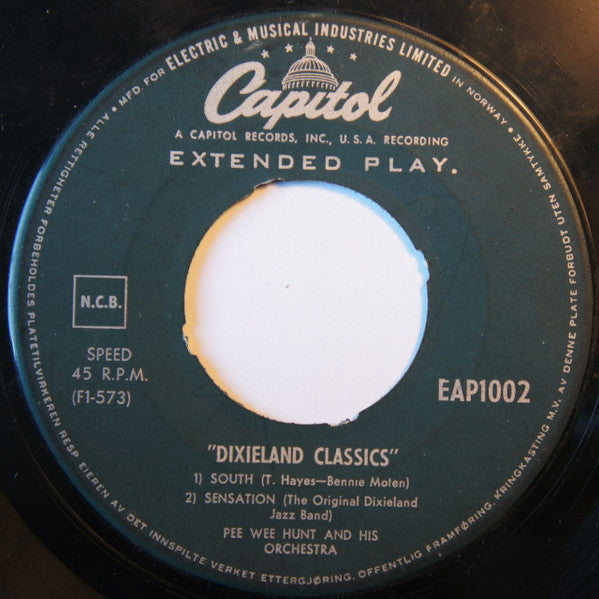 • MFD FOR ELECTRIC & MUSICAL INDUSTRIES LIMITED IN NORWAY •
Capitol
A CAPITOL RECORDS, INC., U.S.A. RECORDING
EXTENDED PLAY.
N.C.B.
SPEED
45 R.P.M.
(F1-573)
EAP1002
"DIXIELAND CLASSICS"
1) SOUTH (T. Hayes—Bennie Moten)
2) SENSATION (The Original Dixieland
Jazz Band)
PEE WEE HUNT AND HIS
ORCHESTRA
ALLE RETTIGHETER FORBEHOLDES PLATETILVIRKEREN RESP EIEREN AV DET INNSPILTE VERKET ETTERGJØRING, OFFENTLIG FRAMFØRING, KRINGKASTING M.V. AV DENNE PLATE FORBUDT UTEN SAMTYKKE •